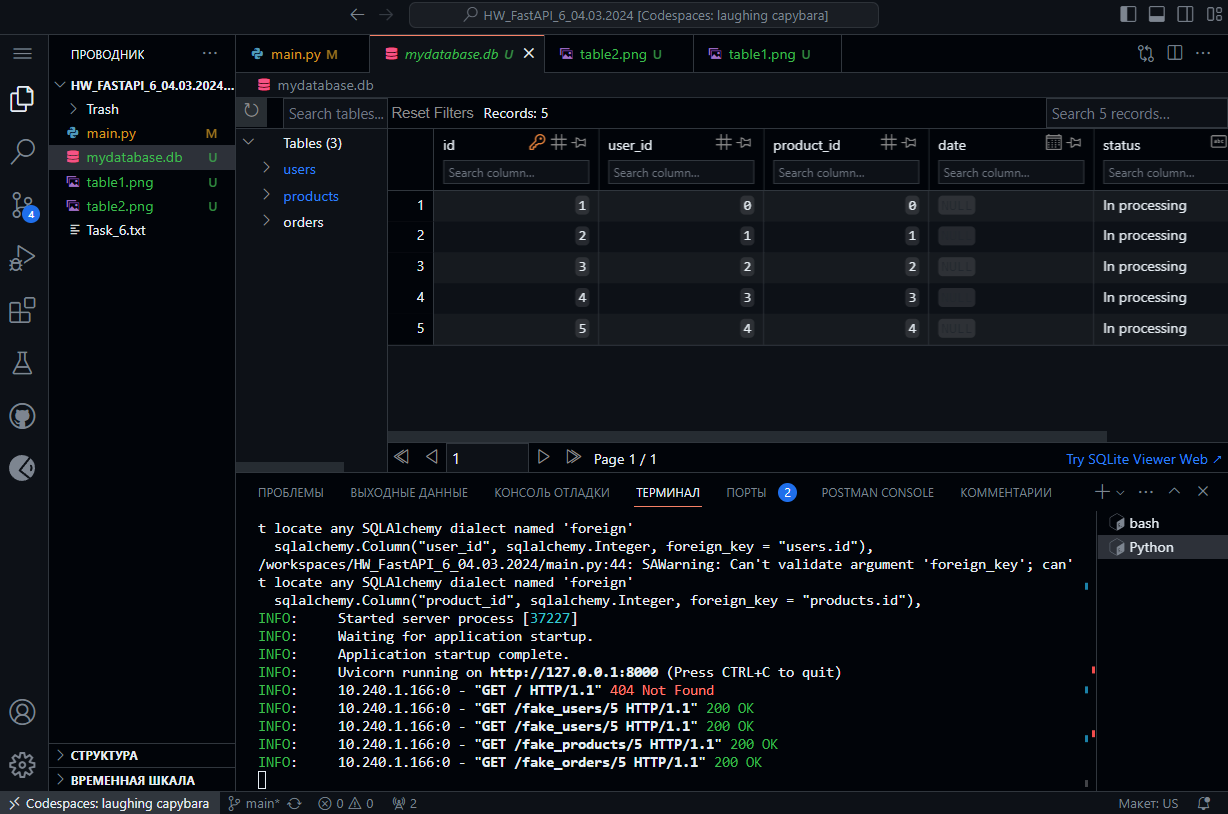 HW_FastAPI_6_04.03.2024 [Codespaces: laughing capybara]
ПРОВОДНИК
HW_FASTAPI_6_04.03.2024...
Trash
main.py M
mydatabase.db U
table1.png U
table2.png U
Task_6.txt
СТРУКТУРА
ВРЕМЕННАЯ ШКАЛА
4
main.py M
mydatabase.db U
table2.png U
table1.png U
mydatabase.db
Search tables...
Reset Filters Records: 5
Search 5 records...
Tables (3)
users
products
orders
id user_id product_id date status
Search column... Search column... Search column... Search column... Search column...
1 1 0 0 NULL In processing
2 2 1 1 NULL In processing
3 3 2 2 NULL In processing
4 4 3 3 NULL In processing
5 5 4 4 NULL In processing
1 Page 1 / 1
Try SQLite Viewer Web ↗
ПРОБЛЕМЫ ВЫХОДНЫЕ ДАННЫЕ КОНСОЛЬ ОТЛАДКИ ТЕРМИНАЛ ПОРТЫ 2 POSTMAN CONSOLE КОММЕНТАРИИ
t locate any SQLAlchemy dialect named 'foreign'
sqlalchemy.Column("user_id", sqlalchemy.Integer, foreign_key = "users.id"),
/workspaces/HW_FastAPI_6_04.03.2024/main.py:44: SAWarning: Can't validate argument 'foreign_key'; can'
t locate any SQLAlchemy dialect named 'foreign'
sqlalchemy.Column("product_id", sqlalchemy.Integer, foreign_key = "products.id"),
INFO: Started server process [37227]
INFO: Waiting for application startup.
INFO: Application startup complete.
INFO: Uvicorn running on http://127.0.0.1:8000 (Press CTRL+C to quit)
INFO: 10.240.1.166:0 - "GET / HTTP/1.1" 404 Not Found
INFO: 10.240.1.166:0 - "GET /fake_users/5 HTTP/1.1" 200 OK
INFO: 10.240.1.166:0 - "GET /fake_users/5 HTTP/1.1" 200 OK
INFO: 10.240.1.166:0 - "GET /fake_products/5 HTTP/1.1" 200 OK
INFO: 10.240.1.166:0 - "GET /fake_orders/5 HTTP/1.1" 200 OK
bash
Python
Codespaces: laughing capybara main* 0 0 2
Макет: US